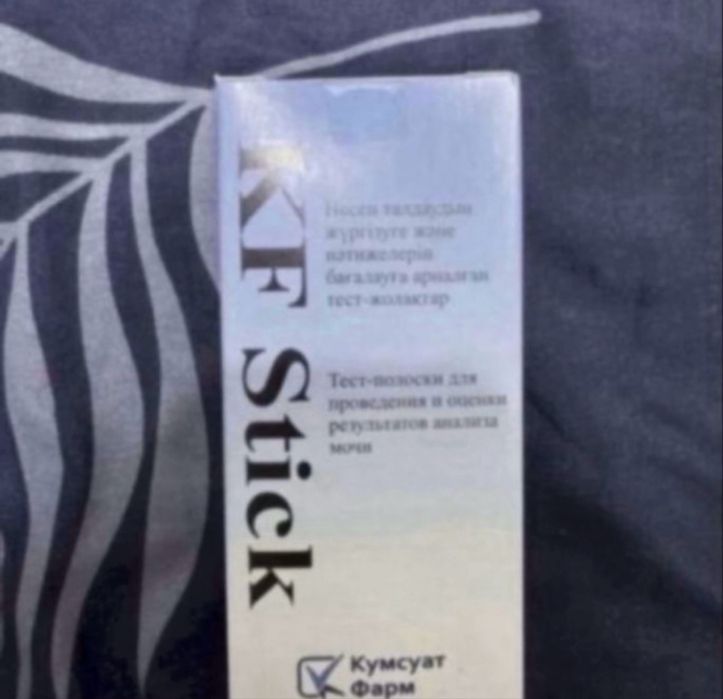 KF Stick
Несеп талдаудың
жүргізуге және
нәтижелерін
бағалауға арналған
тест-жолақтар
Тест-полоски для
проведения и оценки
результатов анализа
мочи
Кумсуат
Фарм